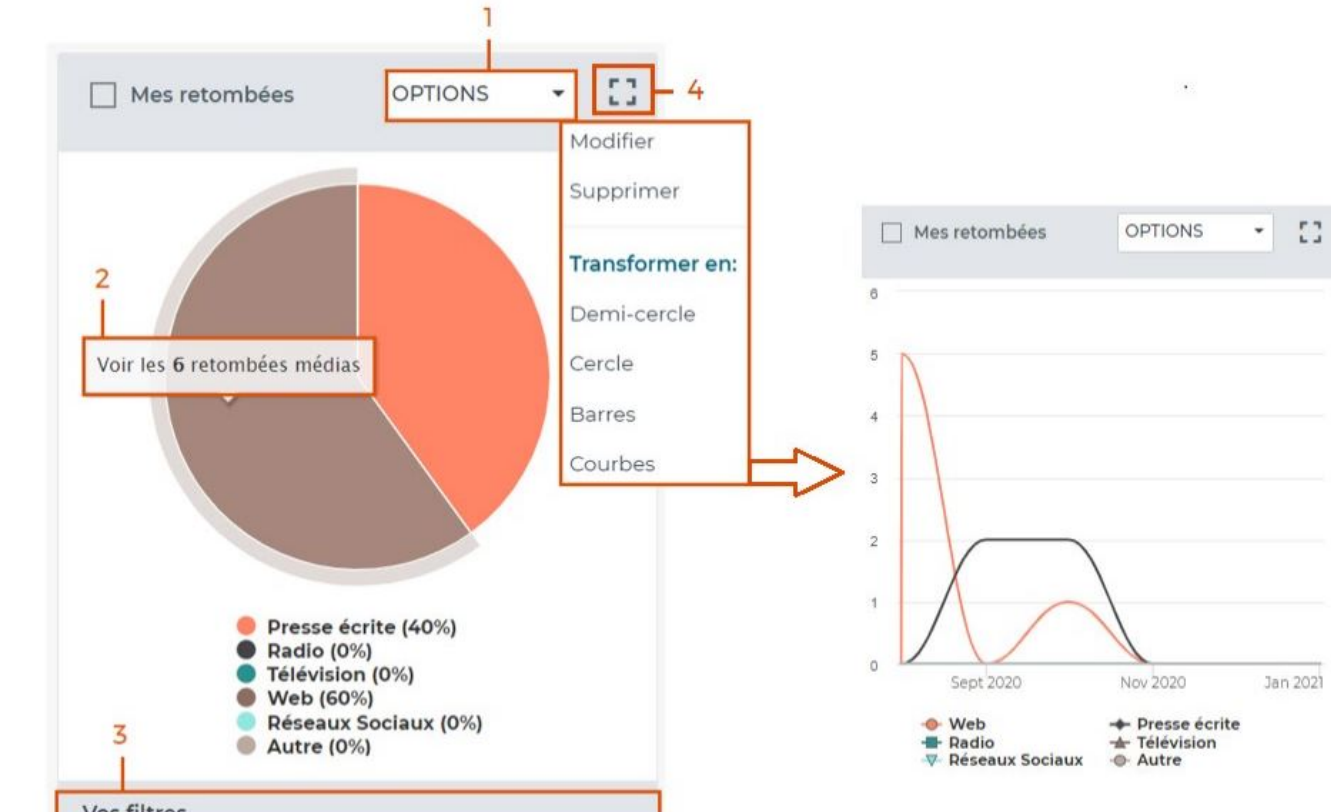 1
Mes retombées
OPTIONS
4
Modifier
Supprimer
Transformer en:
Demi-cercle
Cercle
Barres
Courbes
2
Voir les 6 retombées médias
Presse écrite (40%)
Radio (0%)
Télévision (0%)
Web (60%)
Réseaux Sociaux (0%)
Autre (0%)
3
Vos filtres
Mes retombées
OPTIONS
6
5
4
3
2
1
0
Sept 2020
Nov 2020
Jan 2021
Web
Presse écrite
Radio
Télévision
Réseaux Sociaux
Autre